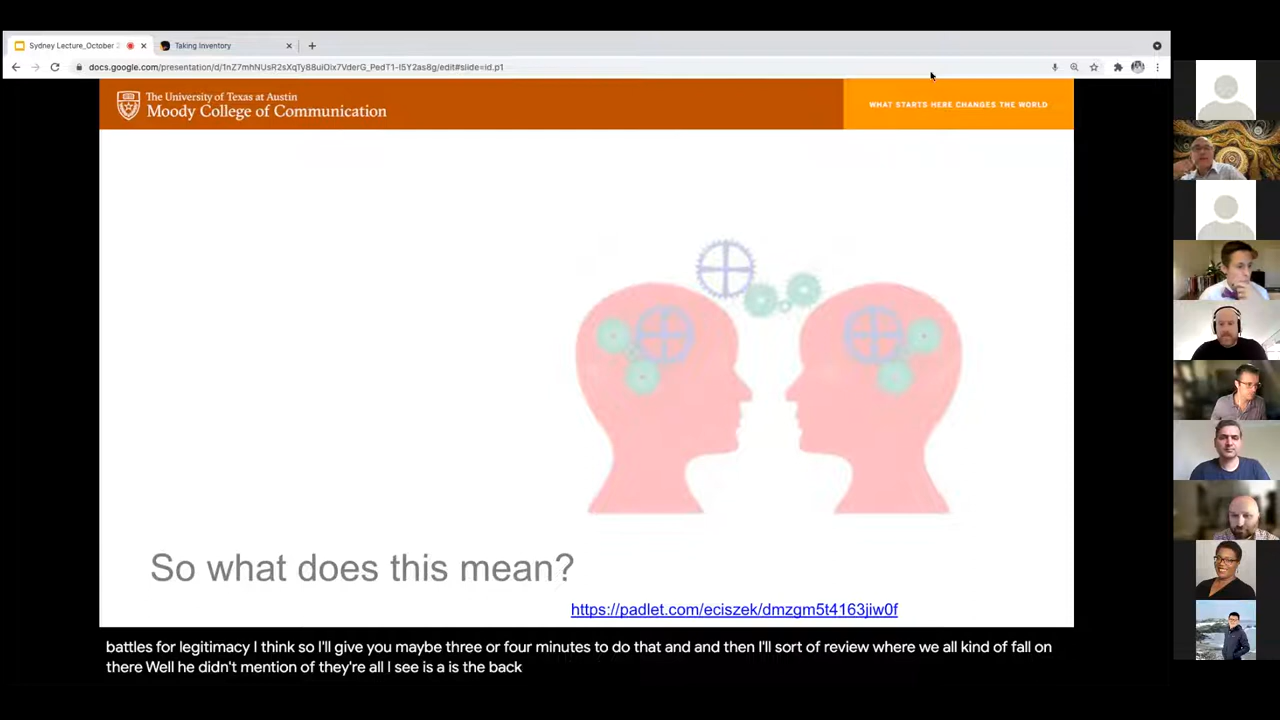 Sydney Lecture_October 2
Taking Inventory
docs.google.com/presentation/d/1nZ7mhNUsR2sXqTy88uIOix7VderG_PedT1-I5Y2as8g/edit#slide=id.p1
The University of Texas at Austin
Moody College of Communication
WHAT STARTS HERE CHANGES THE WORLD
So what does this mean?
https://padlet.com/eciszek/dmzgm5t4163jiw0f
battles for legitimacy I think so I'll give you maybe three or four minutes to do that and and then I'll sort of review where we all kind of fall on
there Well he didn't mention of they're all I see is a is the back